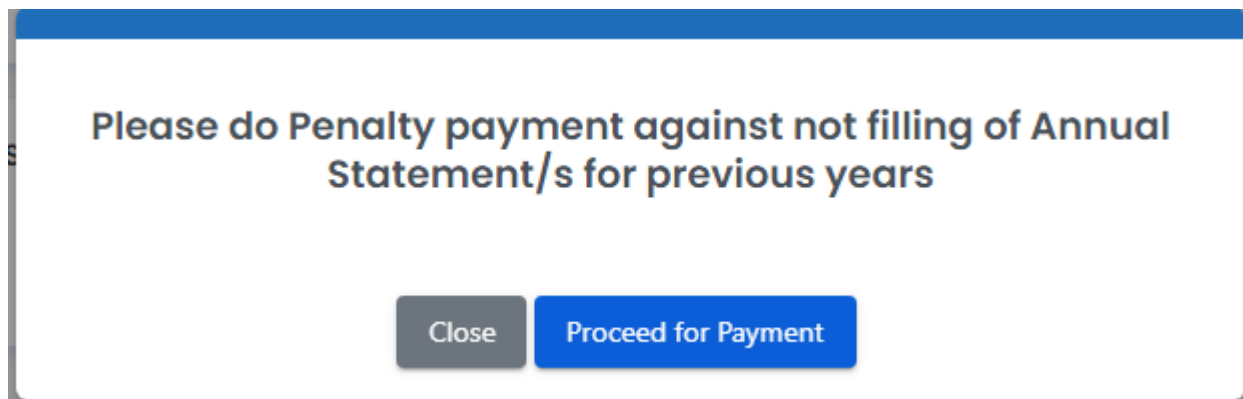 Please do Penalty payment against not filling of Annual
Statement/s for previous years
Close
Proceed for Payment